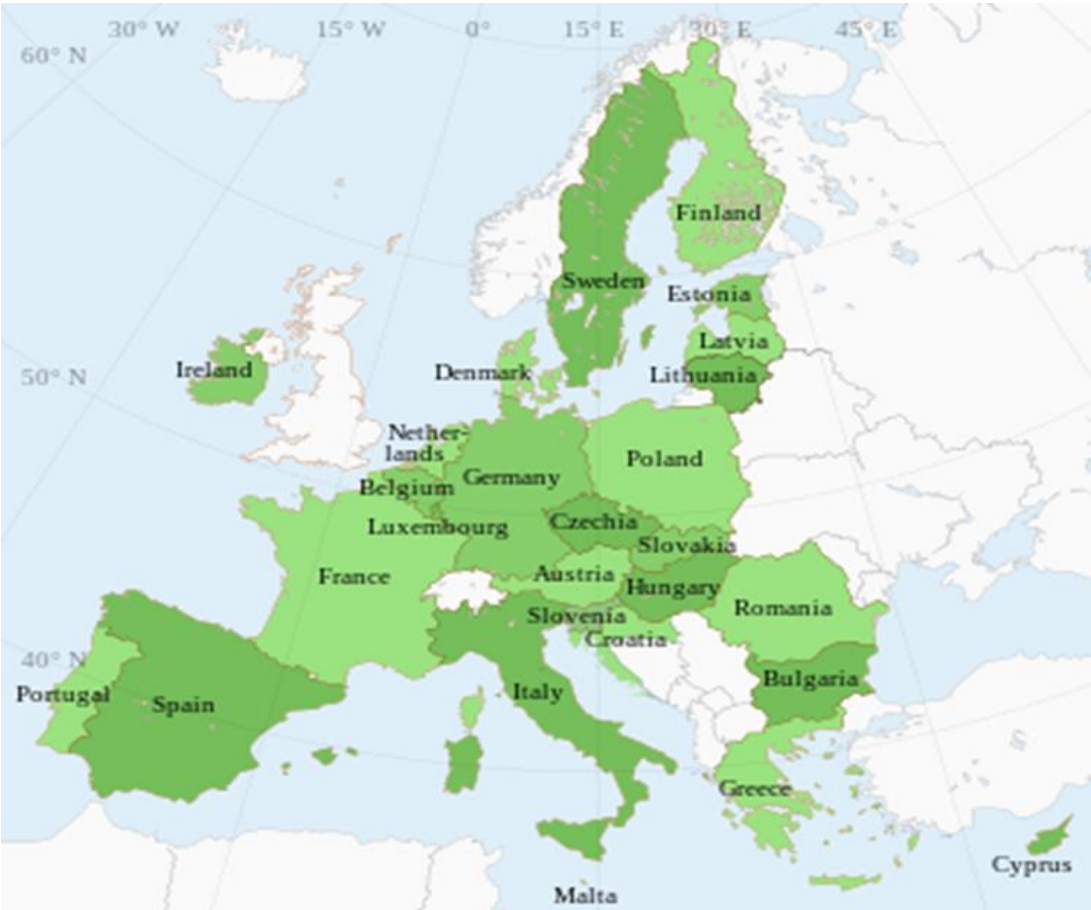 30° W
15° W
0°
15° E
30° E
45° E
60° N
Finland
Sweden
Estonia
Latvia
Ireland
Denmark
Lithuania
50° N
Nether-
lands
Poland
Germany
Belgium
Czechia
Luxembourg
Slovakia
Austria
France
Hungary
Romania
Slovenia
Croatia
40° N
Bulgaria
Portugal
Italy
Spain
Greece
Cyprus
Malta